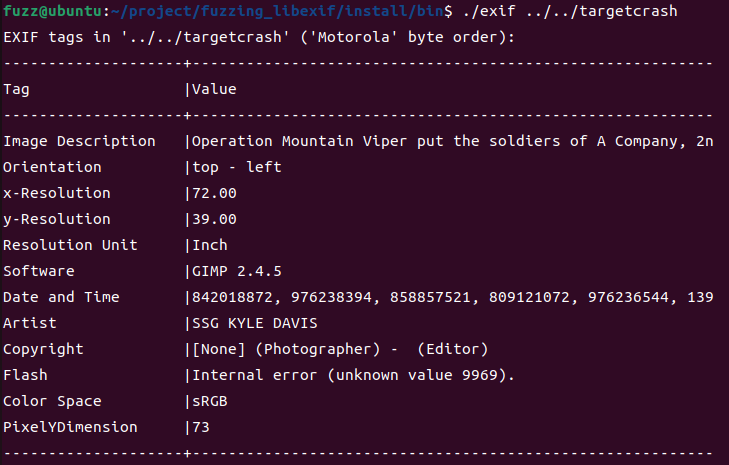 fuzz@ubuntu:~/project/fuzzing_libexif/install/bin$ ./exif ../../targetcrash
EXIF tags in '../../targetcrash' ('Motorola' byte order):
--------------------+----------------------------------------------------------
Tag                 |Value
--------------------+----------------------------------------------------------
Image Description   |Operation Mountain Viper put the soldiers of A Company, 2n
Orientation         |top - left
x-Resolution        |72.00
y-Resolution        |39.00
Resolution Unit     |Inch
Software            |GIMP 2.4.5
Date and Time       |842018872, 976238394, 858857521, 809121072, 976236544, 139
Artist              |SSG KYLE DAVIS
Copyright           |[None] (Photographer) -  (Editor)
Flash               |Internal error (unknown value 9969).
Color Space         |sRGB
PixelYDimension     |73
--------------------+----------------------------------------------------------